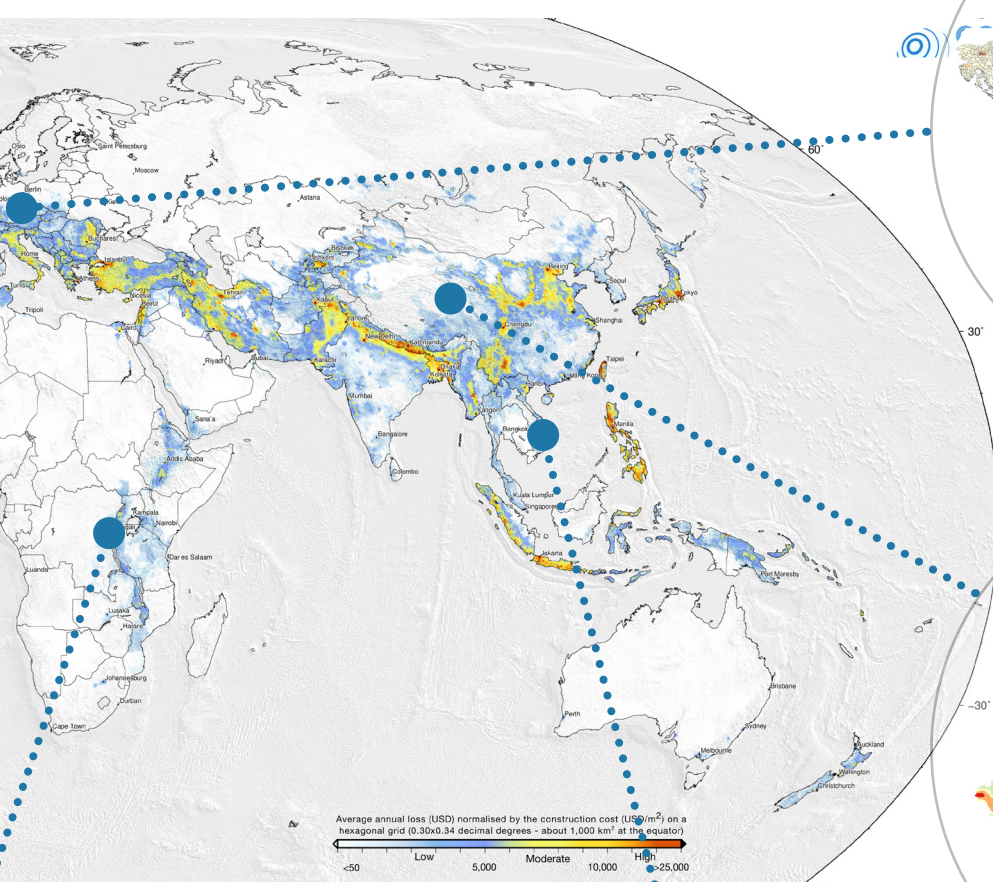 60°
Oslo
Saint Petersburg
Moscow
Berlin
Astana
Bucharest
Bishkek
Rome
Istanbul
Beijing
Athens
Tunis
Nicosia
Tehran
Kabul
Seoul
Tokyo
Beirut
Tripoli
Lahore
Shanghai
Cairo
Chengdu
30°
New Delhi
Kathmandu
Riyadh
Dubai
Karachi
Dhaka
Taipei
Kolkata
Hong Kong
Hanoi
Mumbai
Sana'a
Yangon
Manila
Bangkok
Bangalore
Addis Ababa
Colombo
Kuala Lumpur
Kampala
Singapore
Nairobi
Jakarta
Dar es Salaam
Luanda
Port Moresby
Lusaka
Harare
Johannesburg
Brisbane
Durban
−30°
Perth
Cape Town
Sydney
Auckland
Melbourne
Wellington
Christchurch
Average annual loss (USD) normalised by the construction cost (USD/m²) on a
hexagonal grid (0.30x0.34 decimal degrees - about 1,000 km² at the equator)
Low Moderate High
<50 5,000 10,000 >25,000